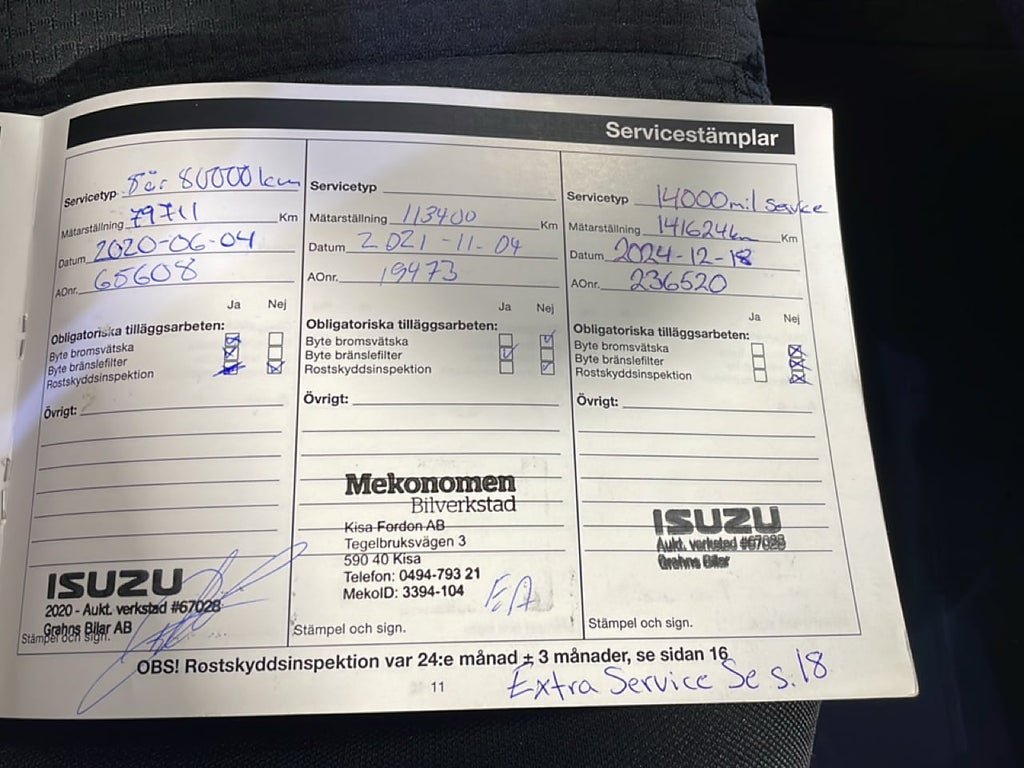 Servicestämplar
Servicetyp 5 år 80000 km
Mätarställning 79711 Km
Datum 2020-06-04
AOnr. 65608
Ja Nej
Obligatoriska tilläggsarbeten:
Byte bromsvätska
Byte bränslefilter
Rostskyddsinspektion
Övrigt:
ISUZU
2020 - Aukt. verkstad #67028
Grahns Bilar AB
Stämpel och sign.
Servicetyp
Mätarställning 113400 Km
Datum 2021-11-04
AOnr. 19473
Ja Nej
Obligatoriska tilläggsarbeten:
Byte bromsvätska
Byte bränslefilter
Rostskyddsinspektion
Övrigt:
Mekonomen
Bilverkstad
Kisa Fordon AB
Tegelbruksvägen 3
590 40 Kisa
Telefon: 0494-793 21
MekoID: 3394-104
EA
Stämpel och sign.
Servicetyp 14000 mil Service
Mätarställning 141624km Km
Datum 2024-12-18
AOnr. 236520
Ja Nej
Obligatoriska tilläggsarbeten:
Byte bromsvätska
Byte bränslefilter
Rostskyddsinspektion
Övrigt:
ISUZU
Aukt. verkstad #67028
Grahns Bilar
Stämpel och sign.
OBS! Rostskyddsinspektion var 24:e månad ± 3 månader, se sidan 16
11
Extra Service Se s.18